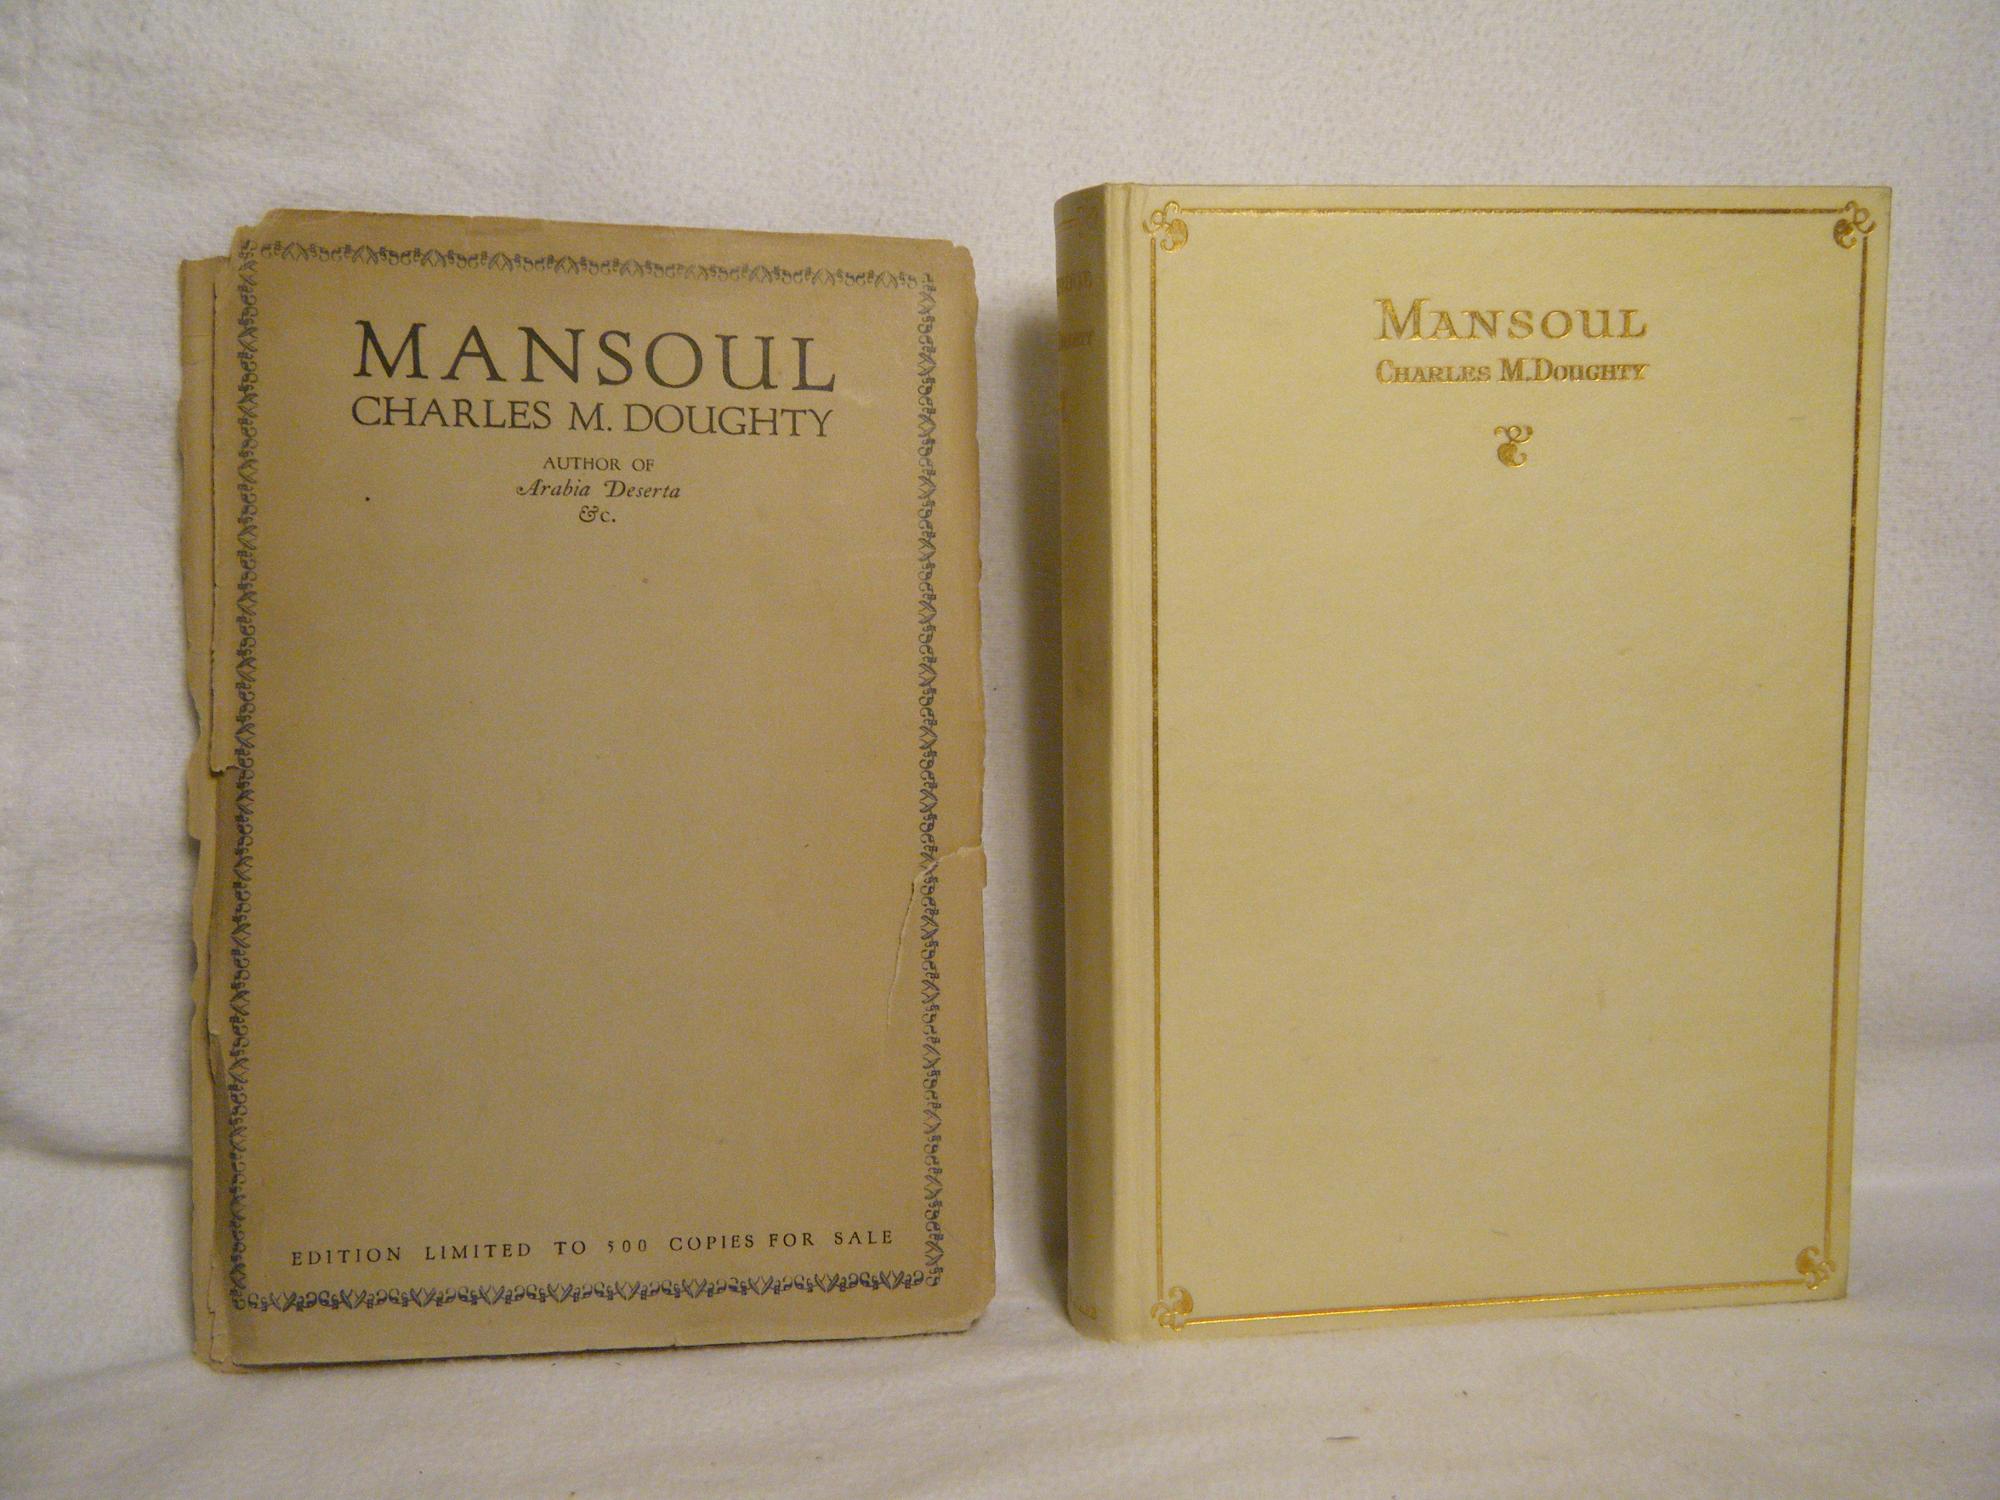 MANSOUL
CHARLES M. DOUGHTY
AUTHOR OF
Arabia Deserta
&c.
EDITION LIMITED TO 500 COPIES FOR SALE
MANSOUL
CHARLES M. DOUGHTY